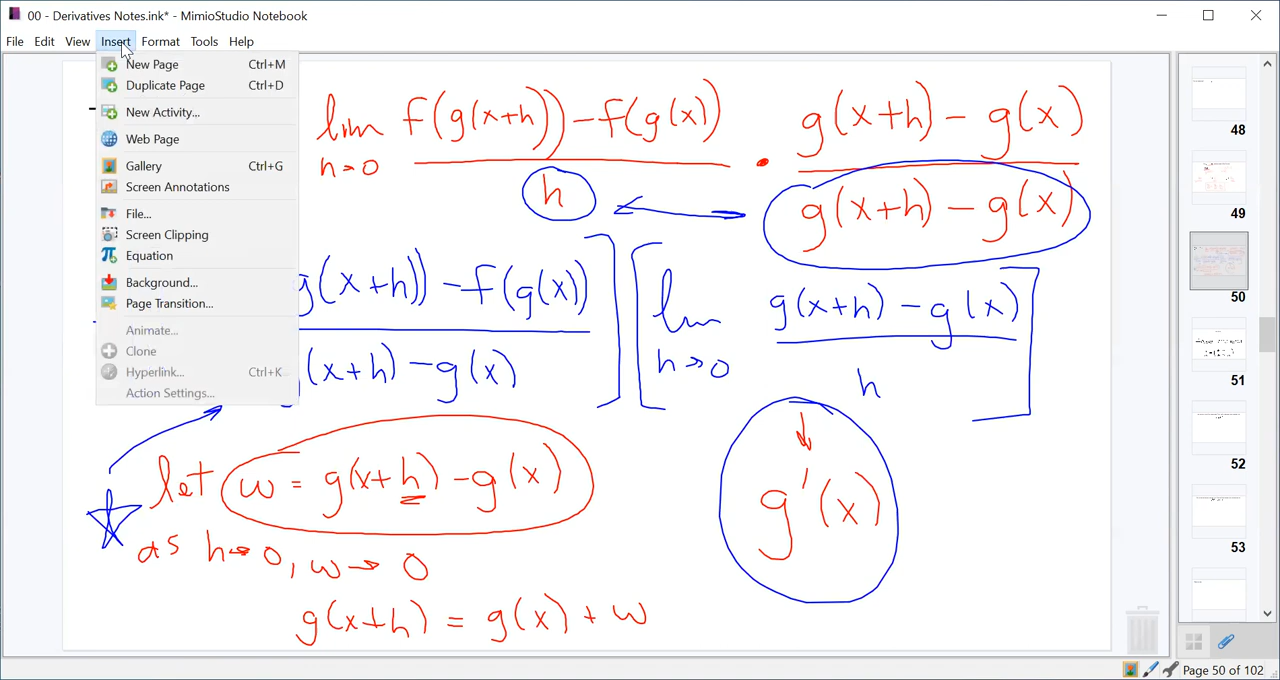 00 - Derivatives Notes.ink* - MimioStudio Notebook
File Edit View Insert Format Tools Help
New Page Ctrl+M
Duplicate Page Ctrl+D
New Activity...
Web Page
Gallery Ctrl+G
Screen Annotations
File...
Screen Clipping
Equation
Background...
Page Transition...
Animate...
Clone
Hyperlink... Ctrl+K
Action Settings...
lim h→0 f(g(x+h)) - f(g(x)) / h · g(x+h) - g(x) / g(x+h) - g(x)
g(x+h)) - f(g(x)) / (x+h) - g(x) ] [ lim h→0 g(x+h) - g(x) / h ]
let w = g(x+h) - g(x)
↓
g'(x)
as h→0, w→0
g(x+h) = g(x) + w
48
49
50
51
52
53
Page 50 of 102